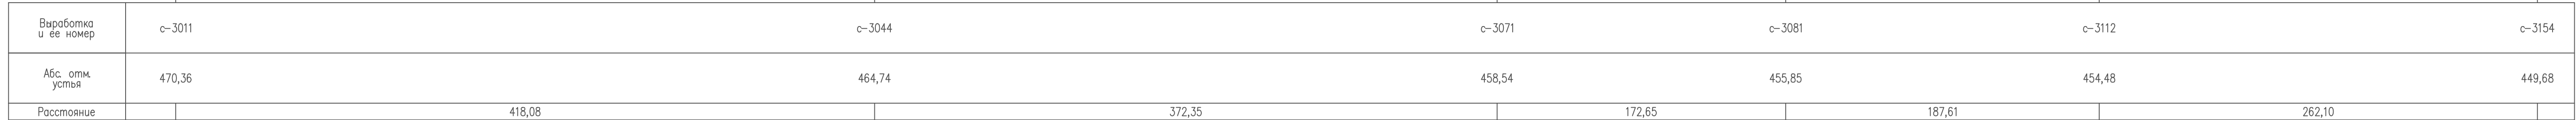 Выработка
и ее номер
с-3011 с-3044 с-3071 с-3081 с-3112 с-3154
Абс. отм.
устья
470,36 464,74 458,54 455,85 454,48 449,68
Расстояние 418,08 372,35 172,65 187,61 262,10